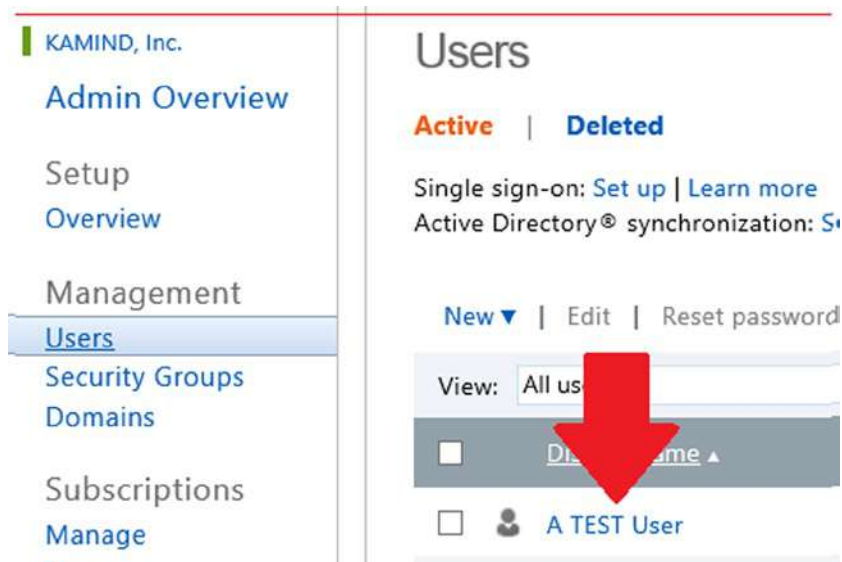 KAMIND, Inc.
Admin Overview
Setup
Overview
Management
Users
Security Groups
Domains
Subscriptions
Manage
Users
Active | Deleted
Single sign-on: Set up | Learn more
Active Directory® synchronization:
New ▼ | Edit | Reset password
View: All
A TEST User